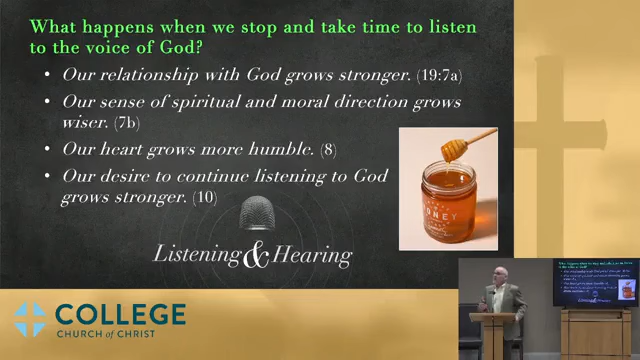 What happens when we stop and take time to listen
to the voice of God?
• Our relationship with God grows stronger. (19:7a)
• Our sense of spiritual and moral direction grows
wiser. (7b)
• Our heart grows more humble. (8)
• Our desire to continue listening to God
grows stronger. (10)
HONEY
Listening & Hearing
COLLEGE
CHURCH of CHRIST